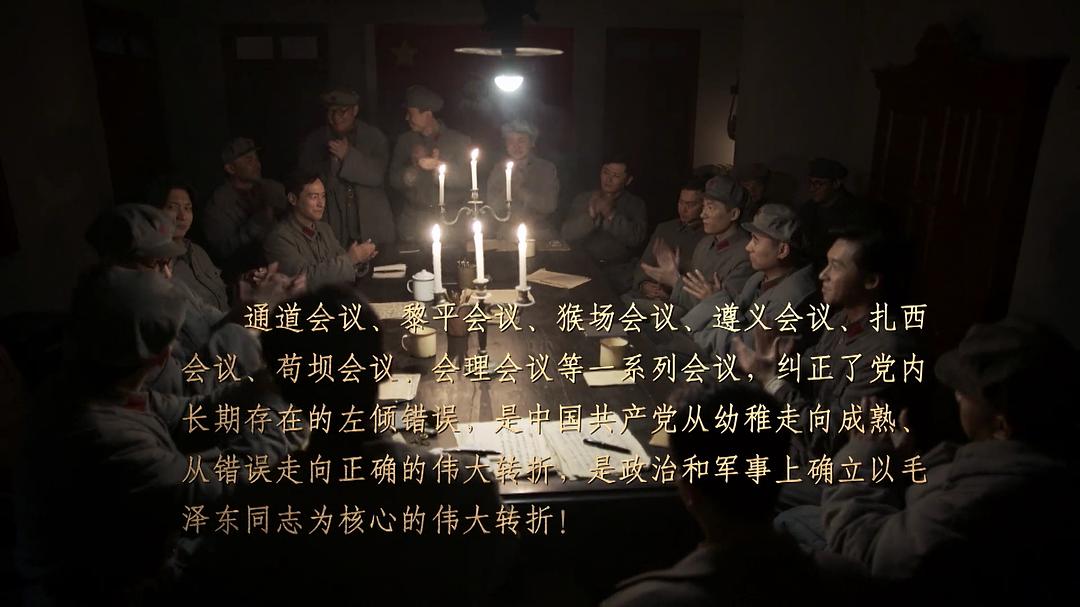 通道会议、黎平会议、猴场会议、遵义会议、扎西
会议、苟坝会议、会理会议等一系列会议，纠正了党内
长期存在的左倾错误，是中国共产党从幼稚走向成熟、
从错误走向正确的伟大转折，是政治和军事上确立以毛
泽东同志为核心的伟大转折！